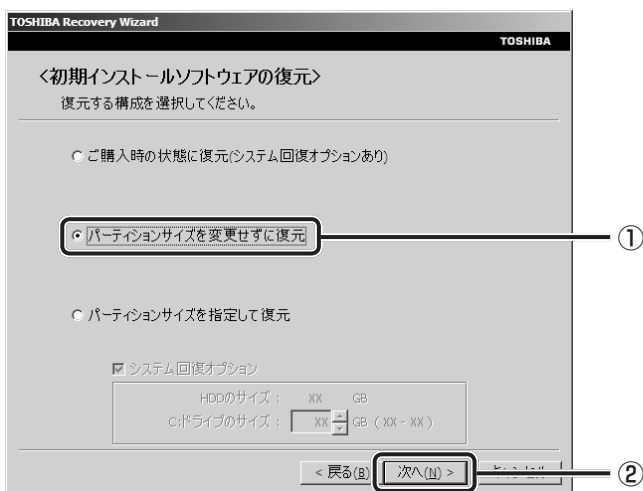 TOSHIBA Recovery Wizard
TOSHIBA
<初期インストールソフトウェアの復元>
復元する構成を選択してください。
ご購入時の状態に復元(システム回復オプションあり)
パーティションサイズを変更せずに復元
①
パーティションサイズを指定して復元
システム回復オプション
HDDのサイズ： XX GB
C:ドライブのサイズ： XX GB ( XX - XX )
< 戻る(B) 次へ(N) >
②